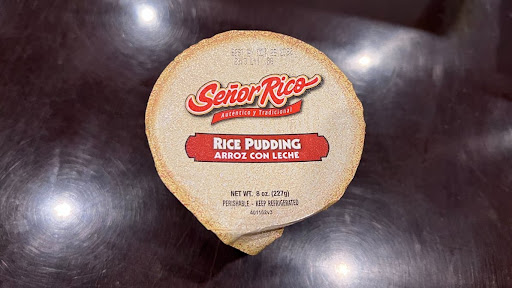 Señor Rico
Auténtico y Tradicional
RICE PUDDING
ARROZ CON LECHE
NET WT. 8 oz. (227g)
PERISHABLE - KEEP REFRIGERATED